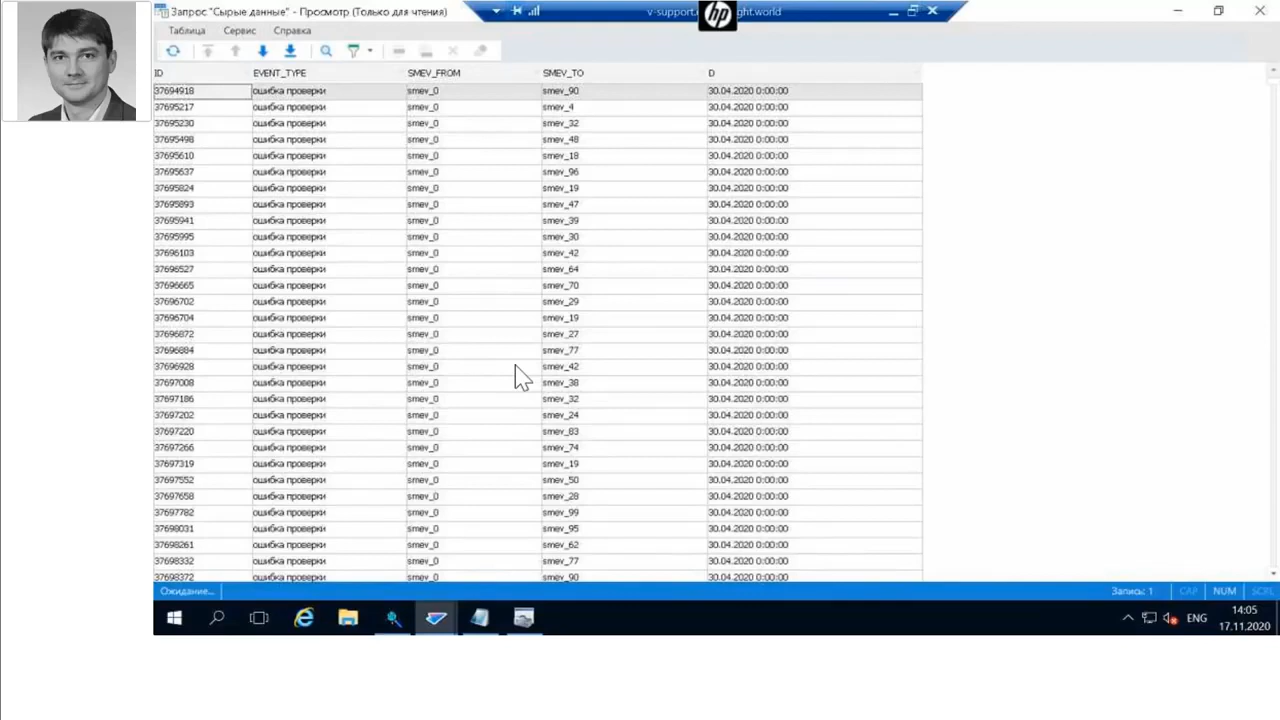 Запрос "Сырые данные" - Просмотр (Только для чтения)
hp
Таблица Сервис Справка
ID EVENT_TYPE SMEV_FROM SMEV_TO D
37694918 ошибка проверки smev_0 smev_90 30.04.2020 0:00:00
37695217 ошибка проверки smev_0 smev_4 30.04.2020 0:00:00
37695230 ошибка проверки smev_0 smev_32 30.04.2020 0:00:00
37695498 ошибка проверки smev_0 smev_48 30.04.2020 0:00:00
37695610 ошибка проверки smev_0 smev_18 30.04.2020 0:00:00
37695637 ошибка проверки smev_0 smev_96 30.04.2020 0:00:00
37695824 ошибка проверки smev_0 smev_19 30.04.2020 0:00:00
37695893 ошибка проверки smev_0 smev_47 30.04.2020 0:00:00
37695941 ошибка проверки smev_0 smev_39 30.04.2020 0:00:00
37695995 ошибка проверки smev_0 smev_30 30.04.2020 0:00:00
37696103 ошибка проверки smev_0 smev_42 30.04.2020 0:00:00
37696527 ошибка проверки smev_0 smev_64 30.04.2020 0:00:00
37696665 ошибка проверки smev_0 smev_70 30.04.2020 0:00:00
37696702 ошибка проверки smev_0 smev_29 30.04.2020 0:00:00
37696704 ошибка проверки smev_0 smev_19 30.04.2020 0:00:00
37696872 ошибка проверки smev_0 smev_27 30.04.2020 0:00:00
37696884 ошибка проверки smev_0 smev_77 30.04.2020 0:00:00
37696928 ошибка проверки smev_0 smev_42 30.04.2020 0:00:00
37697008 ошибка проверки smev_0 smev_38 30.04.2020 0:00:00
37697186 ошибка проверки smev_0 smev_32 30.04.2020 0:00:00
37697202 ошибка проверки smev_0 smev_24 30.04.2020 0:00:00
37697220 ошибка проверки smev_0 smev_83 30.04.2020 0:00:00
37697266 ошибка проверки smev_0 smev_74 30.04.2020 0:00:00
37697319 ошибка проверки smev_0 smev_19 30.04.2020 0:00:00
37697552 ошибка проверки smev_0 smev_50 30.04.2020 0:00:00
37697658 ошибка проверки smev_0 smev_28 30.04.2020 0:00:00
37697782 ошибка проверки smev_0 smev_99 30.04.2020 0:00:00
37698031 ошибка проверки smev_0 smev_95 30.04.2020 0:00:00
37698261 ошибка проверки smev_0 smev_62 30.04.2020 0:00:00
37698332 ошибка проверки smev_0 smev_77 30.04.2020 0:00:00
37698372 ошибка проверки smev_0 smev_90 30.04.2020 0:00:00
Ожидание... Запись: 1 CAP NUM SCRL
ENG 14:05
17.11.2020